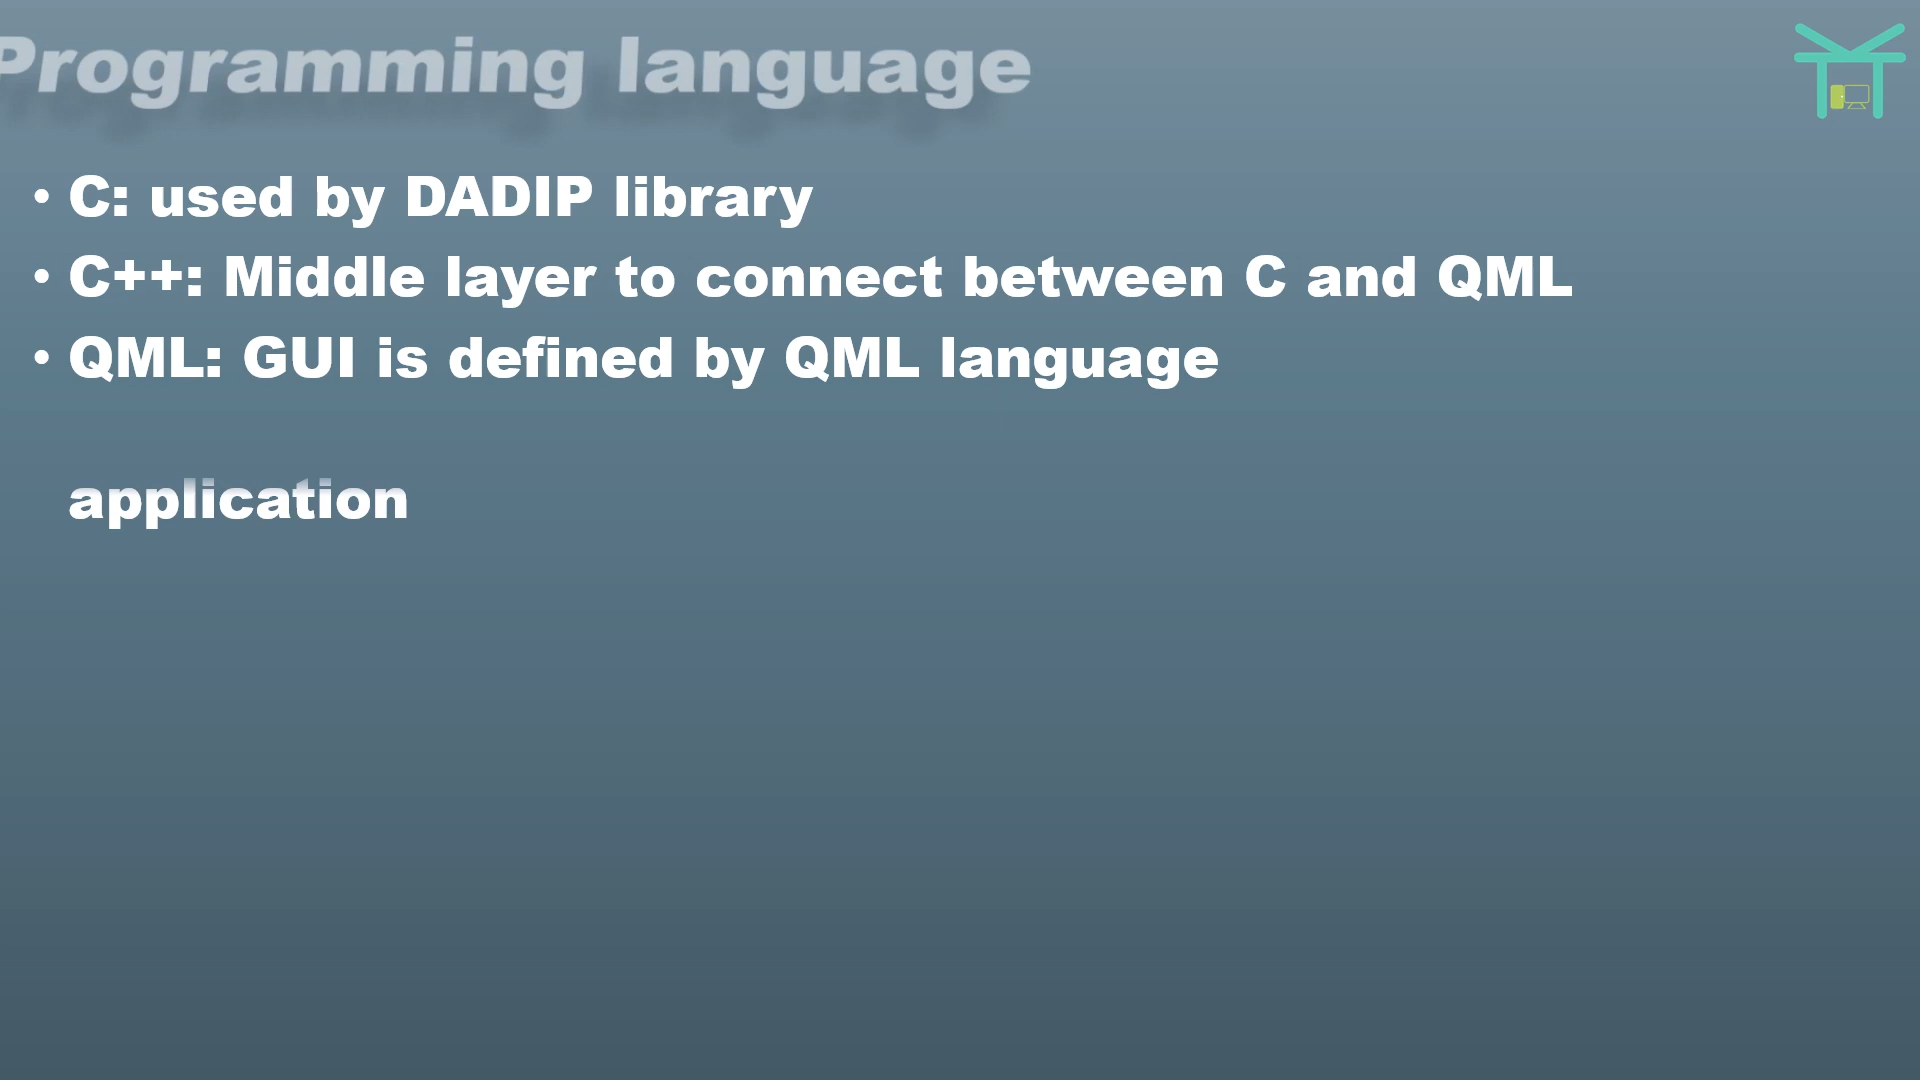 Programming language
• C: used by DADIP library
• C++: Middle layer to connect between C and QML
• QML: GUI is defined by QML language
application